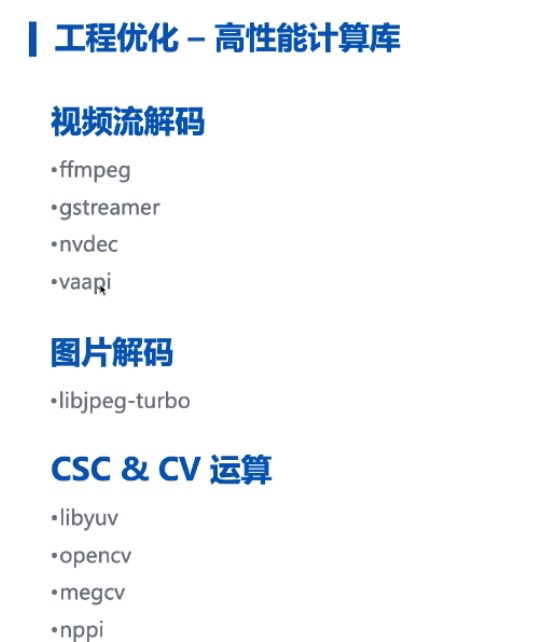 工程优化 – 高性能计算库
视频流解码
•ffmpeg
•gstreamer
•nvdec
•vaapi
图片解码
•libjpeg-turbo
CSC & CV 运算
•libyuv
•opencv
•megcv
•nppi